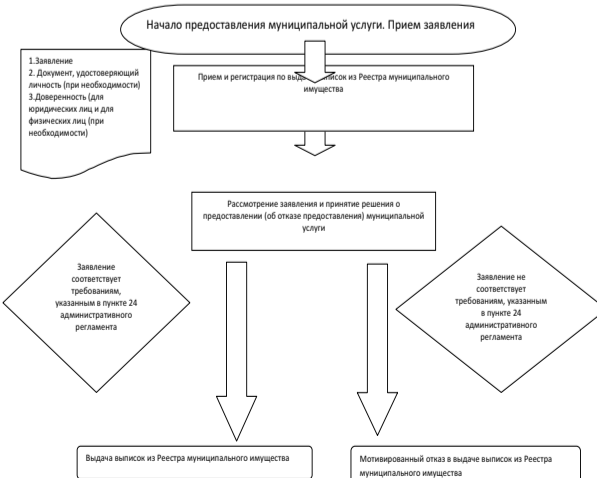 Начало предоставления муниципальной услуги. Прием заявления
1.Заявление
2. Документ, удостоверяющий
личность (при необходимости)
3.Доверенность (для
юридических лиц и для
физических лиц (при
необходимости)
Прием и регистрация по выписок из Реестра муниципального
имущества
Рассмотрение заявления и принятие решения о
предоставлении (об отказе предоставления) муниципальной
услуги
Заявление
соответствует
требованиям,
указанным в пункте 24
административного
регламента
Заявление не
соответствует
требованиям, указанным
в пункте 24
административного
регламента
Выдача выписок из Реестра муниципального имущества
Мотивированный отказ в выдаче выписок из Реестра
муниципального имущества